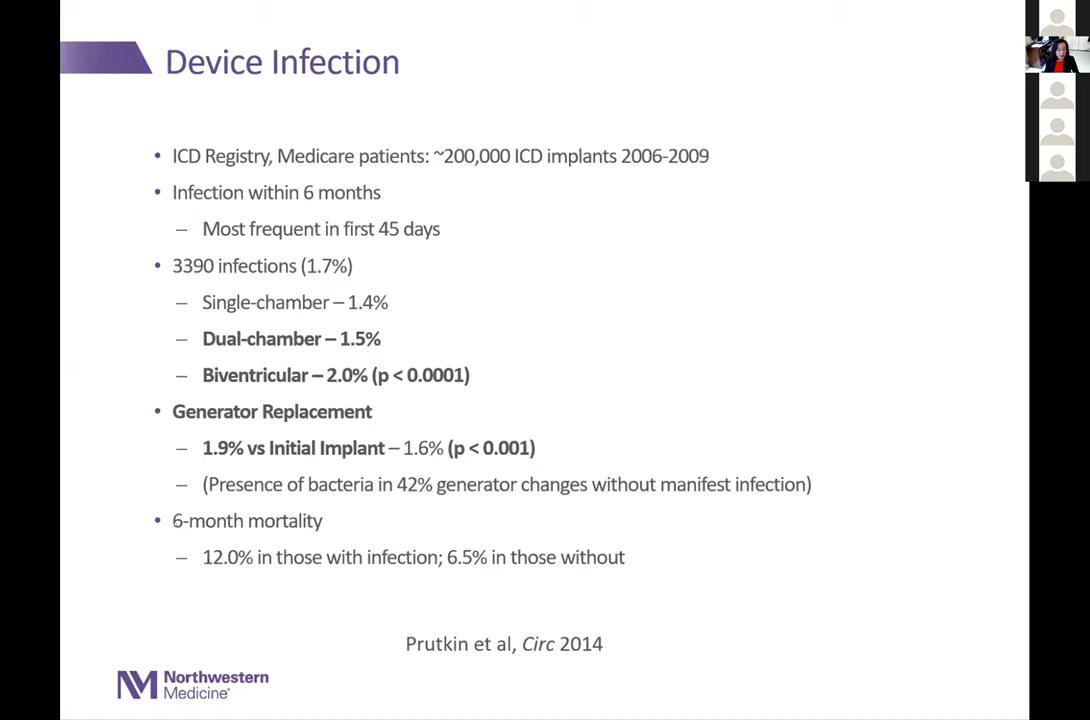 Device Infection
• ICD Registry, Medicare patients: ~200,000 ICD implants 2006-2009
• Infection within 6 months
– Most frequent in first 45 days
• 3390 infections (1.7%)
– Single-chamber – 1.4%
– Dual-chamber – 1.5%
– Biventricular – 2.0% (p < 0.0001)
• Generator Replacement
– 1.9% vs Initial Implant – 1.6% (p < 0.001)
– (Presence of bacteria in 42% generator changes without manifest infection)
• 6-month mortality
– 12.0% in those with infection; 6.5% in those without
Prutkin et al, Circ 2014
NM Northwestern
Medicine®